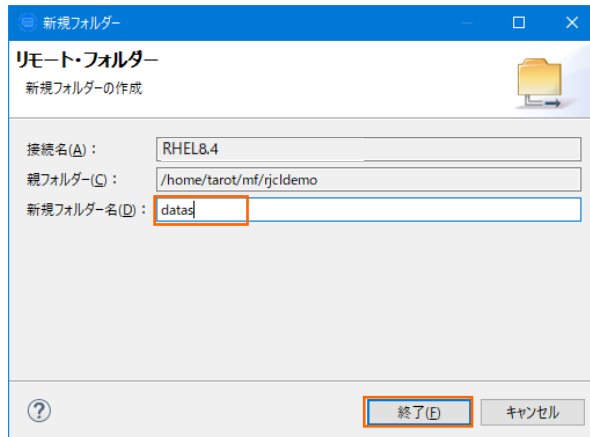 新規フォルダー
リモート・フォルダー
新規フォルダーの作成
接続名(A)： RHEL8.4
親フォルダー(C)： /home/tarot/mf/rjcldemo
新規フォルダー名(D)： datas
? 終了(F) キャンセル